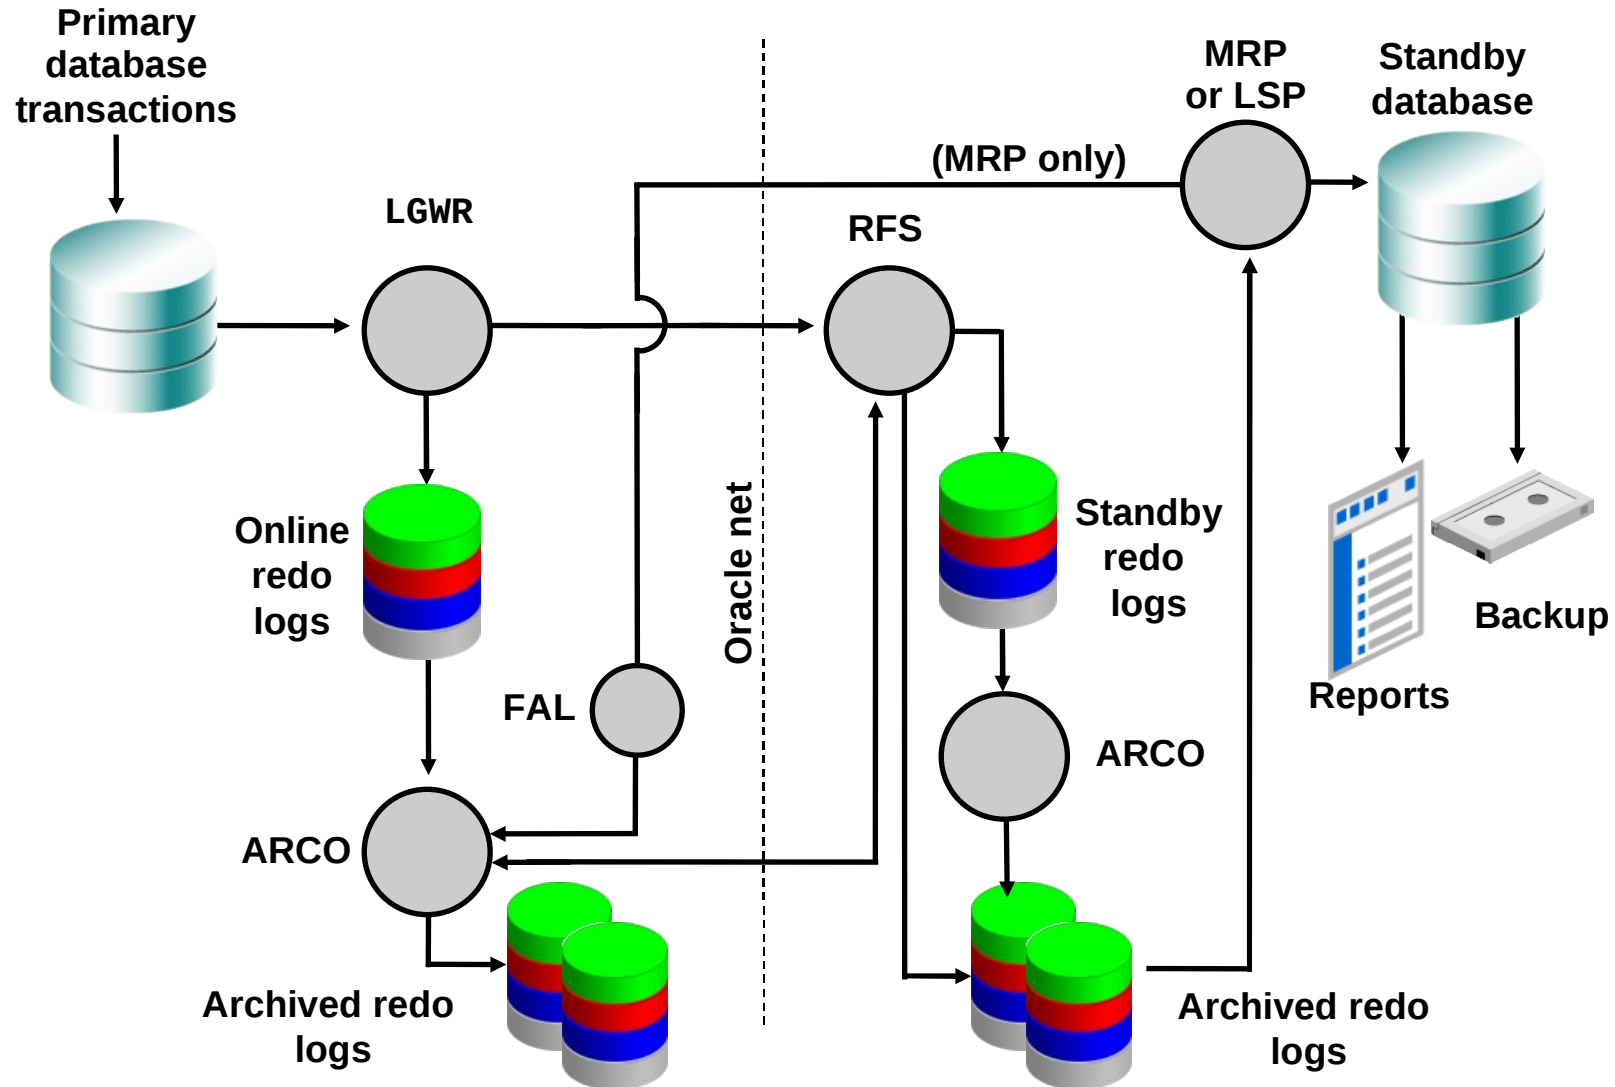 Primary
database
transactions
LGWR
(MRP only)
RFS
MRP
or LSP
Standby
database
Online
redo
logs
FAL
Oracle net
Standby
redo
logs
Backup
Reports
ARCO
ARCO
Archived redo
logs
Archived redo
logs